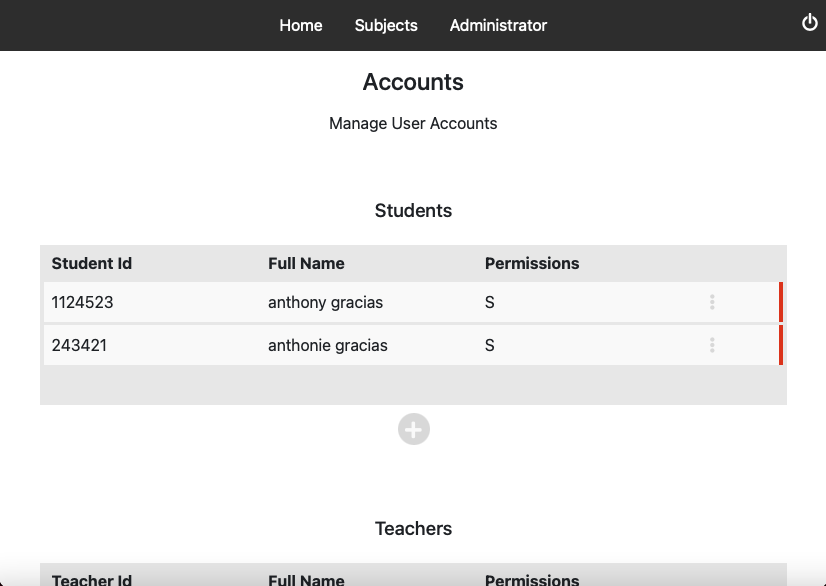 Home Subjects Administrator
Accounts
Manage User Accounts
Students
Student Id Full Name Permissions
1124523 anthony gracias S
243421 anthonie gracias S
Teachers
Teacher Id Full Name Permissions